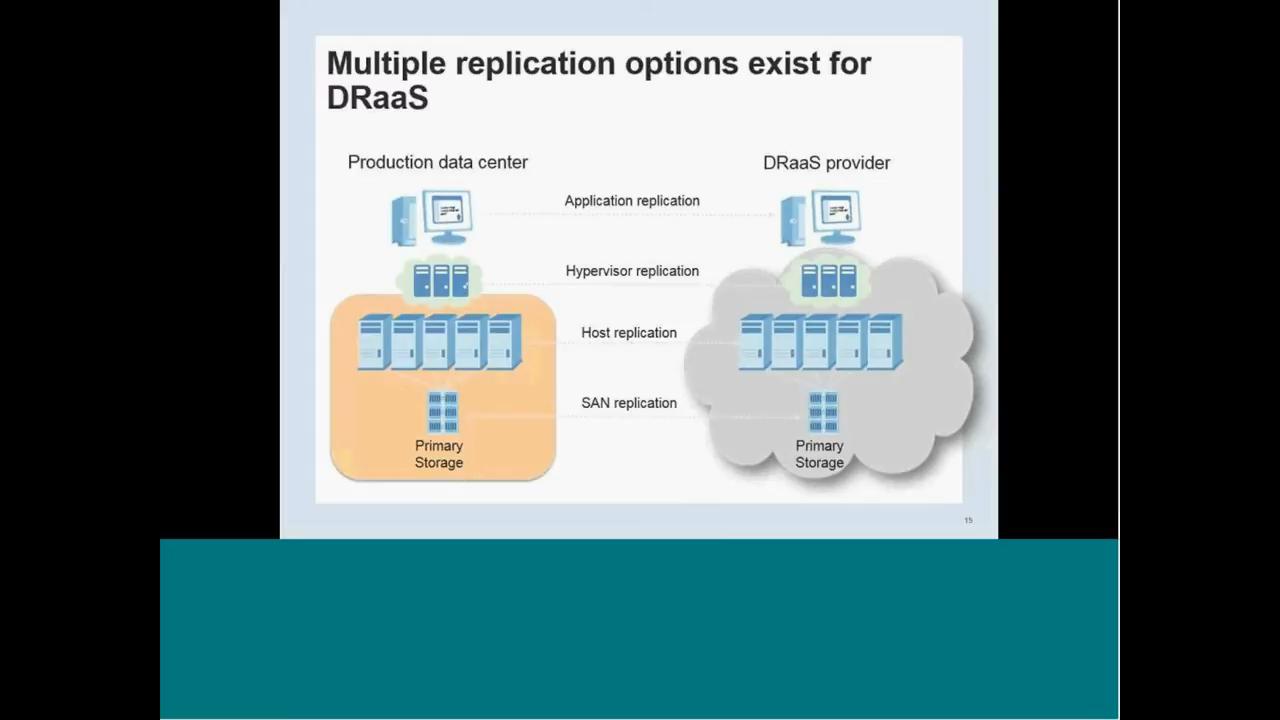 Multiple replication options exist for
DRaaS
Production data center
DRaaS provider
Application replication
Hypervisor replication
Host replication
SAN replication
Primary
Storage
Primary
Storage
15